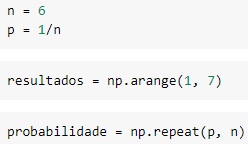 n = 6
p = 1/n
resultados = np.arange(1, 7)
probabilidade = np.repeat(p, n)